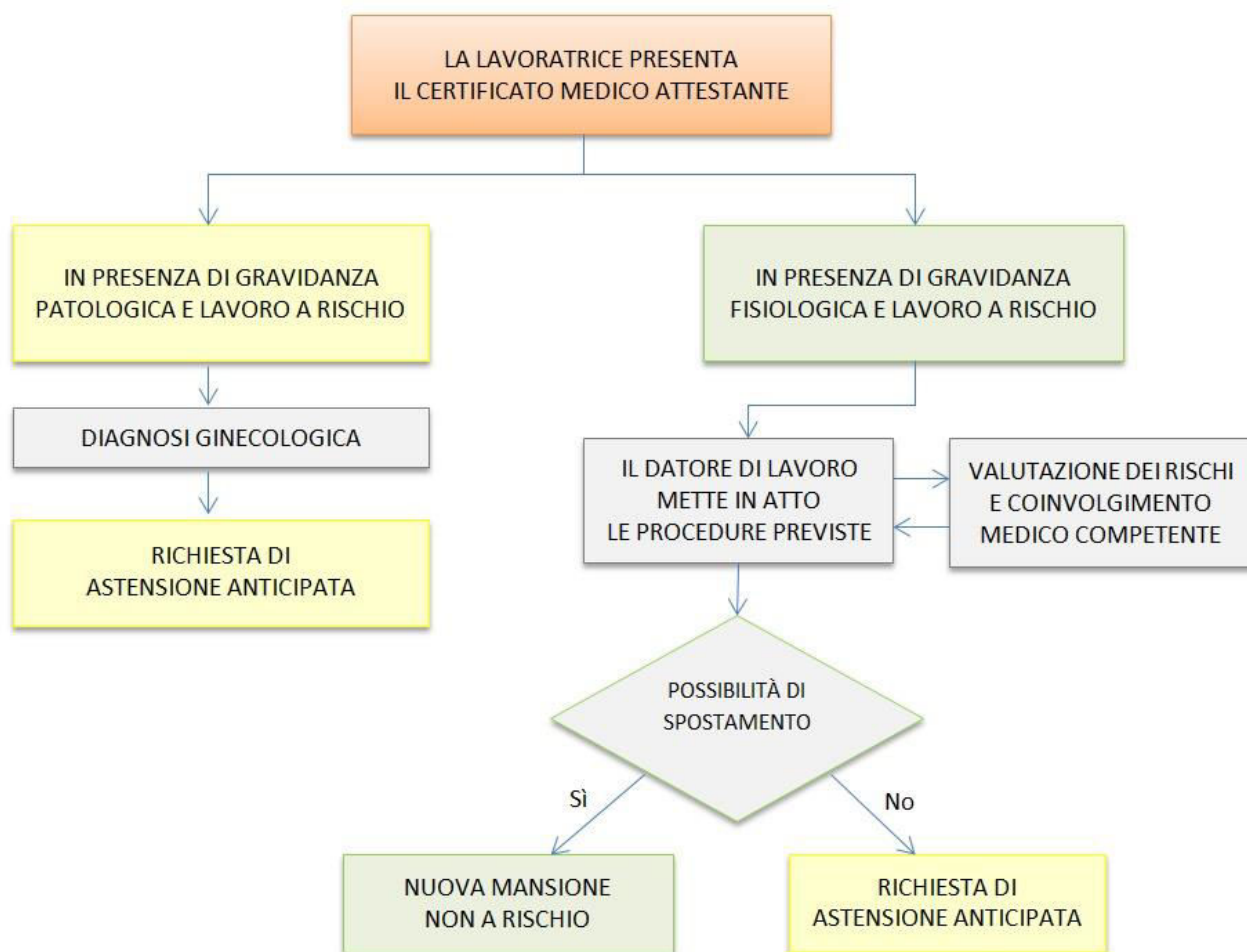 LA LAVORATRICE PRESENTA
IL CERTIFICATO MEDICO ATTESTANTE
IN PRESENZA DI GRAVIDANZA
PATOLOGICA E LAVORO A RISCHIO
IN PRESENZA DI GRAVIDANZA
FISIOLOGICA E LAVORO A RISCHIO
DIAGNOSI GINECOLOGICA
IL DATORE DI LAVORO
METTE IN ATTO
LE PROCEDURE PREVISTE
VALUTAZIONE DEI RISCHI
E COINVOLGIMENTO
MEDICO COMPETENTE
RICHIESTA DI
ASTENSIONE ANTICIPATA
POSSIBILITÀ DI
SPOSTAMENTO
Sì
No
NUOVA MANSIONE
NON A RISCHIO
RICHIESTA DI
ASTENSIONE ANTICIPATA